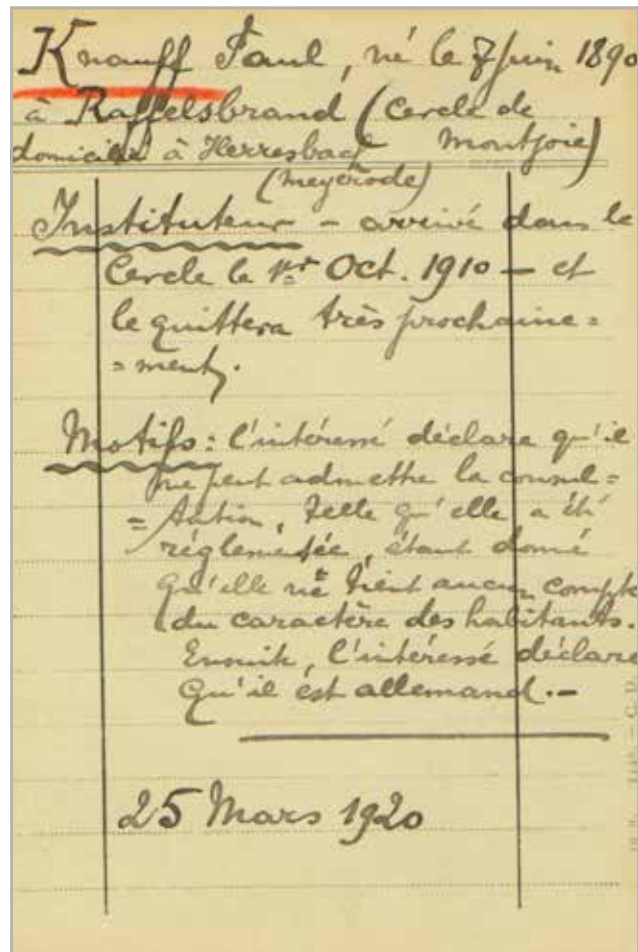 Knauff Paul, né le 7 Juin 1890
à Raffelsbrand (Cercle de
Montjoie)
domicilié à Herresbach
(Meyerode)
Instituteur - arrivé dans le
Cercle le 1er Oct. 1910 - et
le quittera très prochaine=
=ment.
Motifs: l'intéressé déclare qu'il
ne peut admettre la consul=
=tation, telle qu'elle a été
réglementée, étant donné
qu'elle ne tient aucun compte
du caractère des habitants.
Ensuite, l'intéressé déclare
qu'il est allemand.-
25 Mars 1920